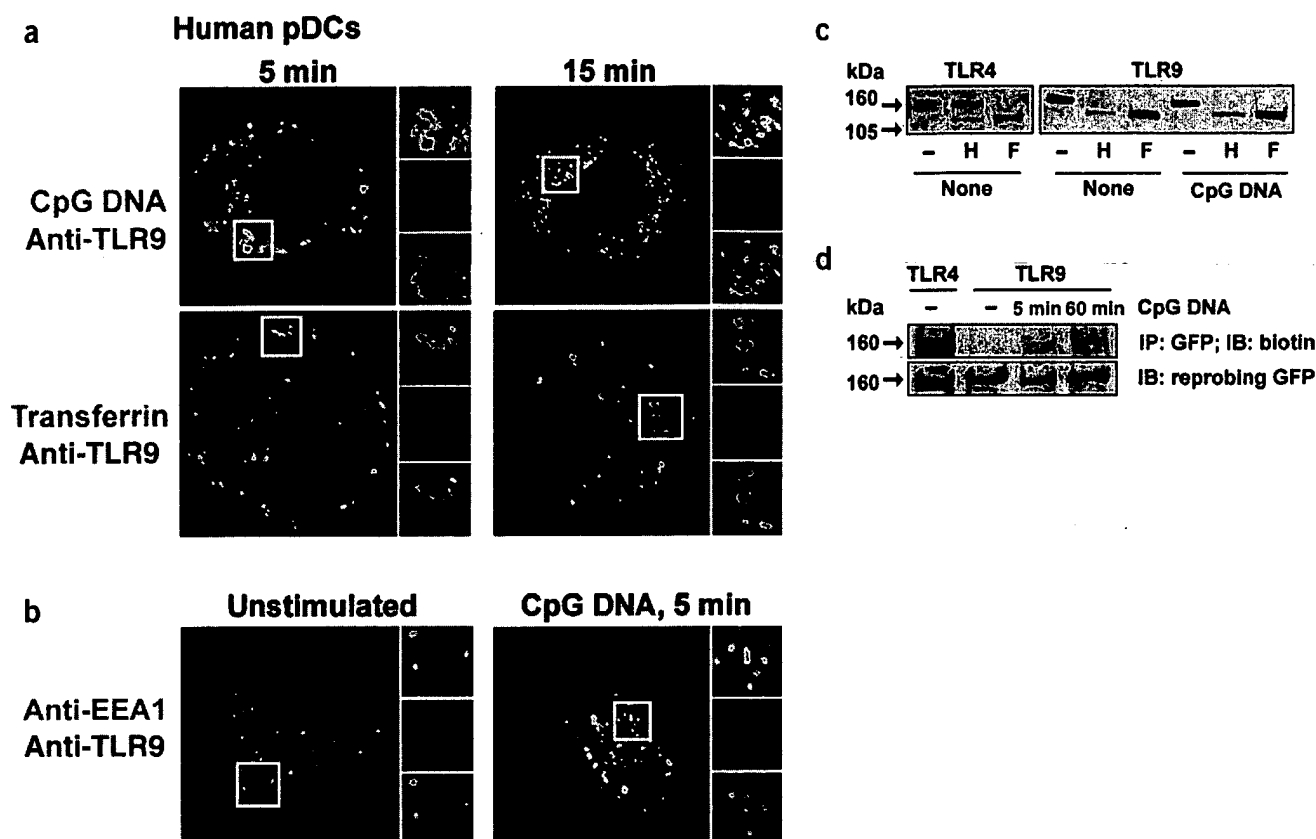 a
Human pDCs
5 min 15 min
CpG DNA
Anti-TLR9
Transferrin
Anti-TLR9
b
Unstimulated CpG DNA, 5 min
Anti-EEA1
Anti-TLR9
c
TLR4 TLR9
kDa
160
105
– H F – H F – H F
None None CpG DNA
d
TLR4 TLR9
kDa – – 5 min 60 min CpG DNA
160 IP: GFP; IB: biotin
160 IB: reprobing GFP